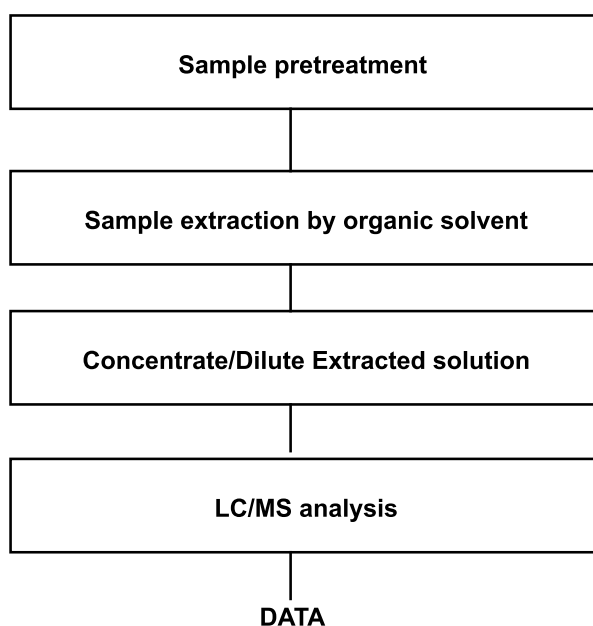 Sample pretreatment
Sample extraction by organic solvent
Concentrate/Dilute Extracted solution
LC/MS analysis
DATA